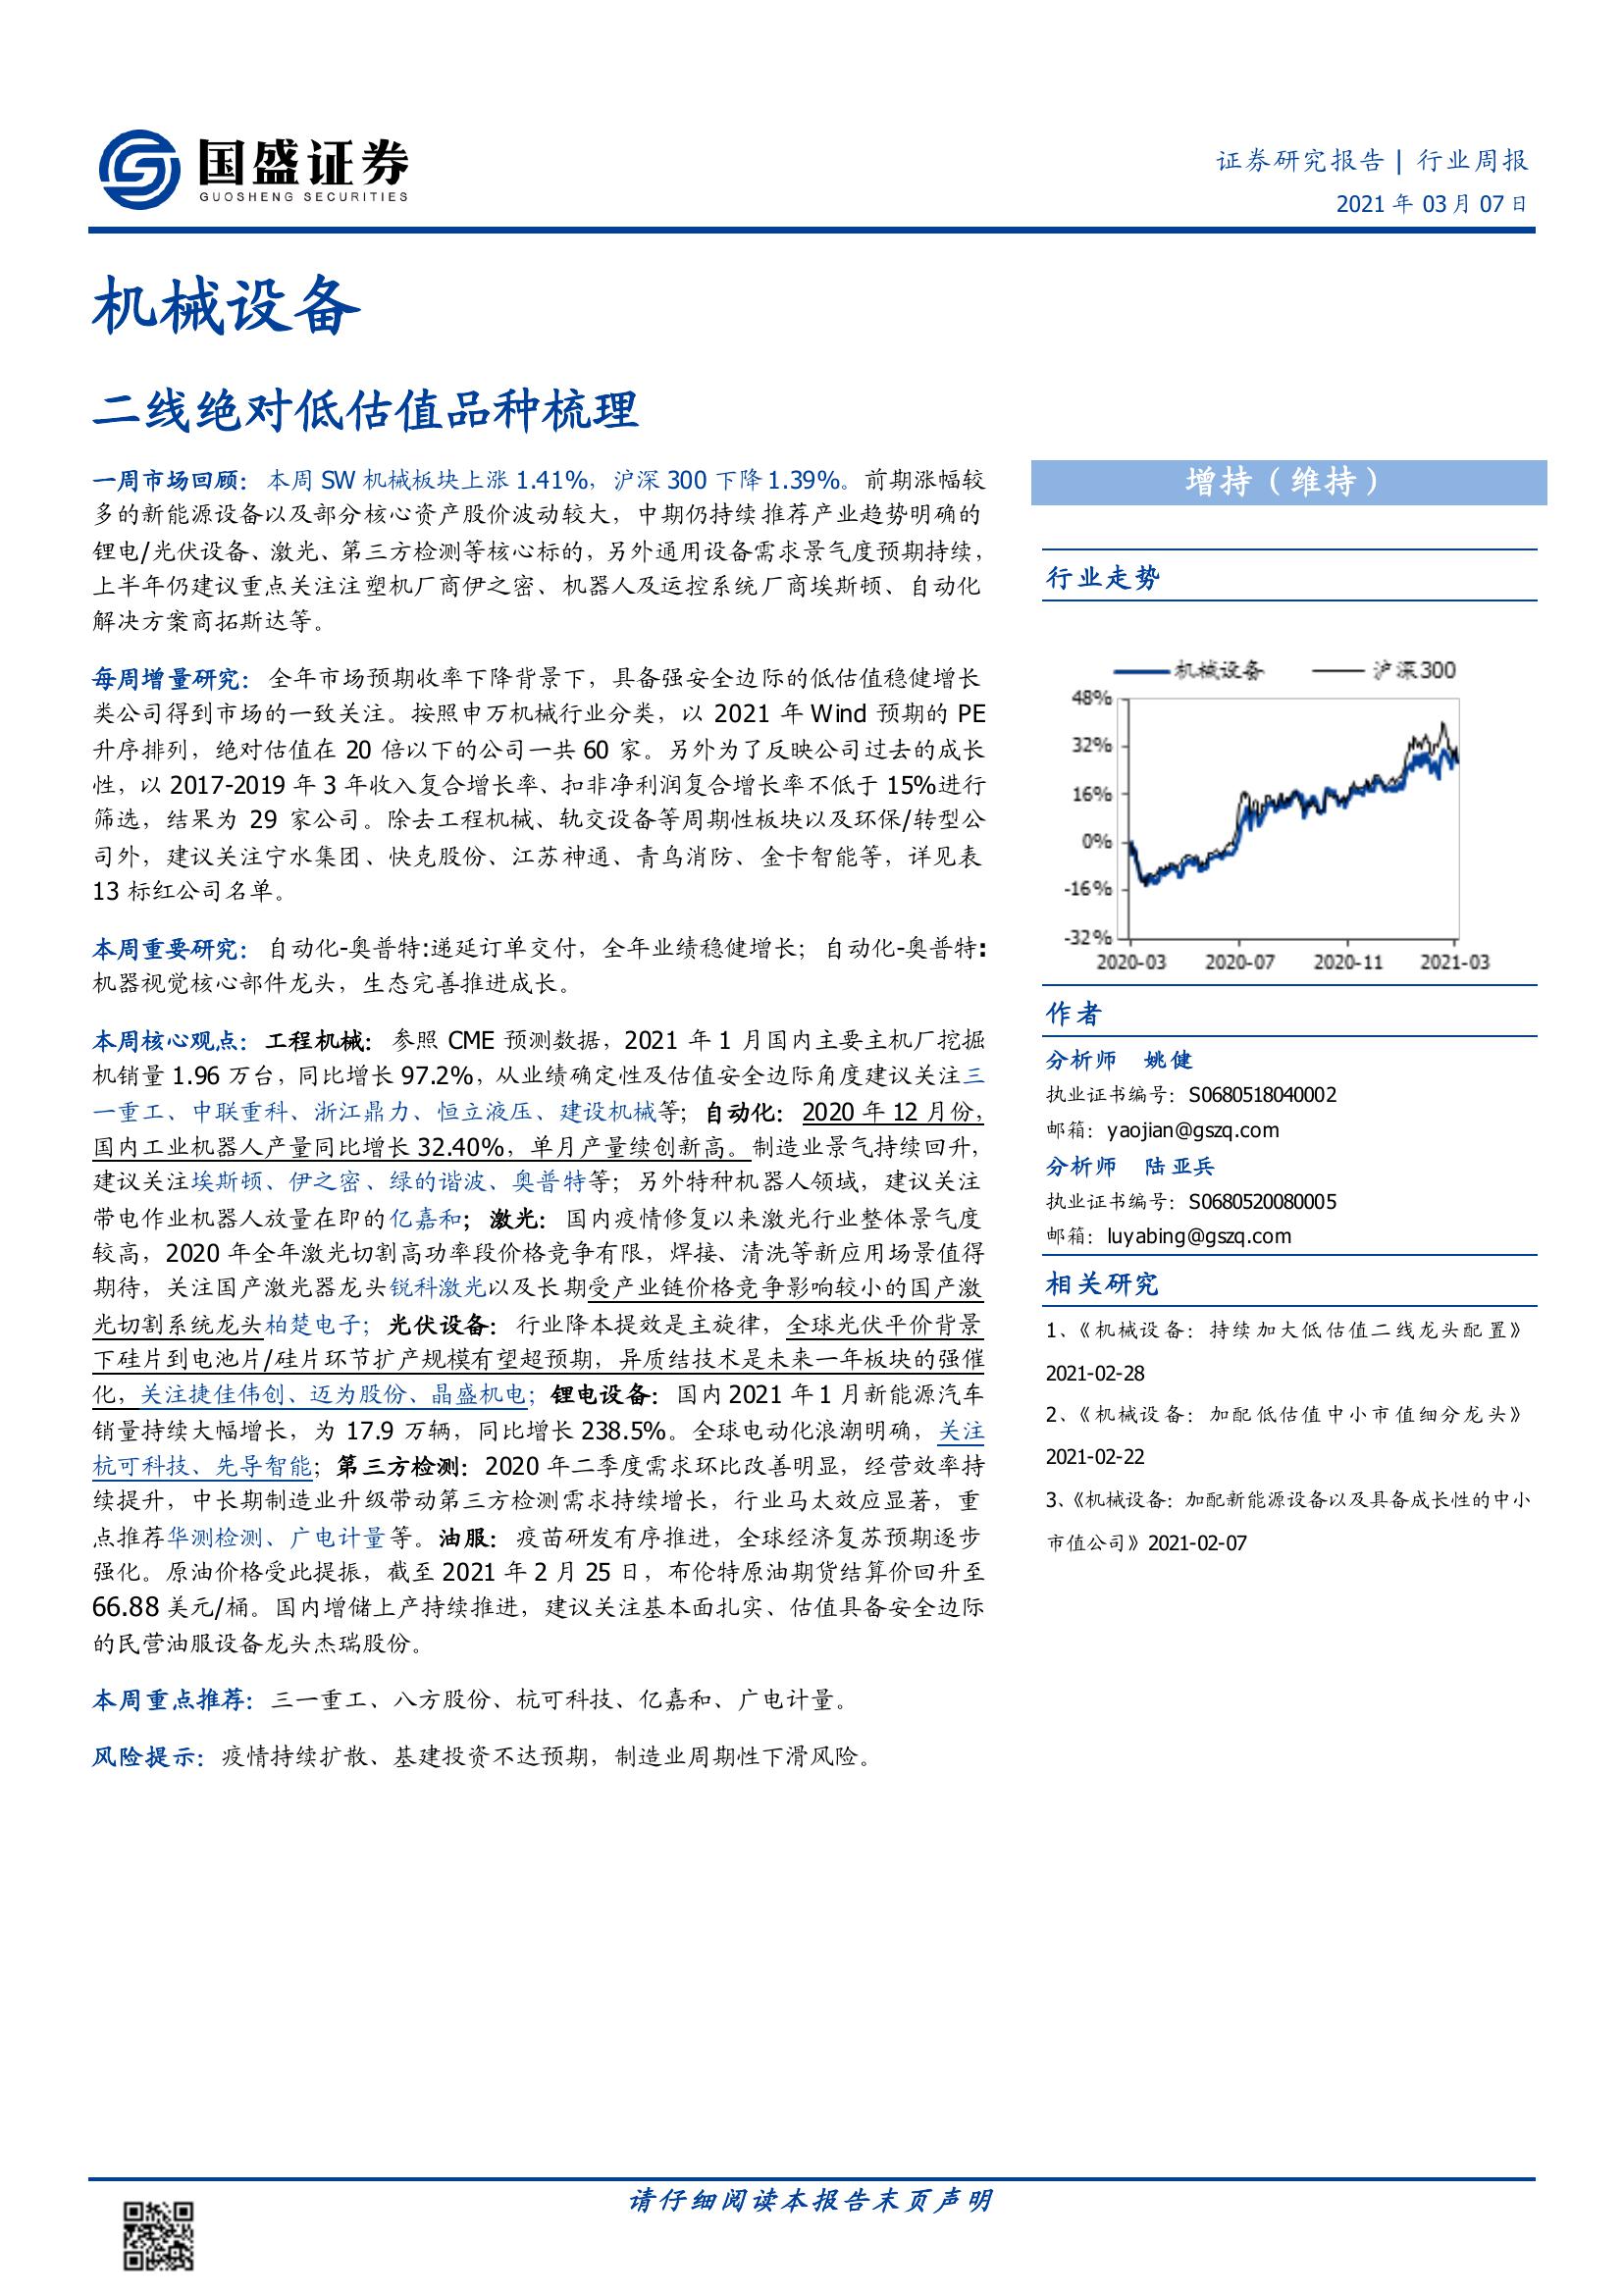 国盛证券
GUOSHENG SECURITIES
证券研究报告 | 行业周报
2021 年 03 月 07 日
机械设备
二线绝对低估值品种梳理
一周市场回顾：本周 SW 机械板块上涨 1.41%，沪深 300 下降 1.39%。前期涨幅较
多的新能源设备以及部分核心资产股价波动较大，中期仍持续推荐产业趋势明确的
锂电/光伏设备、激光、第三方检测等核心标的，另外通用设备需求景气度预期持续，
上半年仍建议重点关注注塑机厂商伊之密、机器人及运控系统厂商埃斯顿、自动化
解决方案商拓斯达等。
每周增量研究：全年市场预期收率下降背景下，具备强安全边际的低估值稳健增长
类公司得到市场的一致关注。按照申万机械行业分类，以 2021 年 Wind 预期的 PE
升序排列，绝对估值在 20 倍以下的公司一共 60 家。另外为了反映公司过去的成长
性，以 2017-2019 年 3 年收入复合增长率、扣非净利润复合增长率不低于 15%进行
筛选，结果为 29 家公司。除去工程机械、轨交设备等周期性板块以及环保/转型公
司外，建议关注宁水集团、快克股份、江苏神通、青鸟消防、金卡智能等，详见表
13 标红公司名单。
本周重要研究：自动化-奥普特:递延订单交付，全年业绩稳健增长；自动化-奥普特:
机器视觉核心部件龙头，生态完善推进成长。
本周核心观点：工程机械：参照 CME 预测数据，2021 年 1 月国内主要主机厂挖掘
机销量 1.96 万台，同比增长 97.2%，从业绩确定性及估值安全边际角度建议关注三
一重工、中联重科、浙江鼎力、恒立液压、建设机械等；自动化：2020 年 12 月份，
国内工业机器人产量同比增长 32.40%，单月产量续创新高。制造业景气持续回升，
建议关注埃斯顿、伊之密、绿的谐波、奥普特等；另外特种机器人领域，建议关注
带电作业机器人放量在即的亿嘉和；激光：国内疫情修复以来激光行业整体景气度
较高，2020 年全年激光切割高功率段价格竞争有限，焊接、清洗等新应用场景值得
期待，关注国产激光器龙头锐科激光以及长期受产业链价格竞争影响较小的国产激
光切割系统龙头柏楚电子；光伏设备：行业降本提效是主旋律，全球光伏平价背景
下硅片到电池片/硅片环节扩产规模有望超预期，异质结技术是未来一年板块的强催
化，关注捷佳伟创、迈为股份、晶盛机电；锂电设备：国内 2021 年 1 月新能源汽车
销量持续大幅增长，为 17.9 万辆，同比增长 238.5%。全球电动化浪潮明确，关注
杭可科技、先导智能；第三方检测：2020 年二季度需求环比改善明显，经营效率持
续提升，中长期制造业升级带动第三方检测需求持续增长，行业马太效应显著，重
点推荐华测检测、广电计量等。油服：疫苗研发有序推进，全球经济复苏预期逐步
强化。原油价格受此提振，截至 2021 年 2 月 25 日，布伦特原油期货结算价回升至
66.88 美元/桶。国内增储上产持续推进，建议关注基本面扎实、估值具备安全边际
的民营油服设备龙头杰瑞股份。
本周重点推荐：三一重工、八方股份、杭可科技、亿嘉和、广电计量。
风险提示：疫情持续扩散、基建投资不达预期，制造业周期性下滑风险。
增持（维持）
行业走势
机械设备 沪深300
48%
32%
16%
0%
-16%
-32%
2020-03 2020-07 2020-11 2021-03
作者
分析师 姚健
执业证书编号：S0680518040002
邮箱：yaojian@gszq.com
分析师 陆亚兵
执业证书编号：S0680520080005
邮箱：luyabing@gszq.com
相关研究
1、《机械设备：持续加大低估值二线龙头配置》
2021-02-28
2、《机械设备：加配低估值中小市值细分龙头》
2021-02-22
3、《机械设备：加配新能源设备以及具备成长性的中小
市值公司》2021-02-07
请仔细阅读本报告末页声明